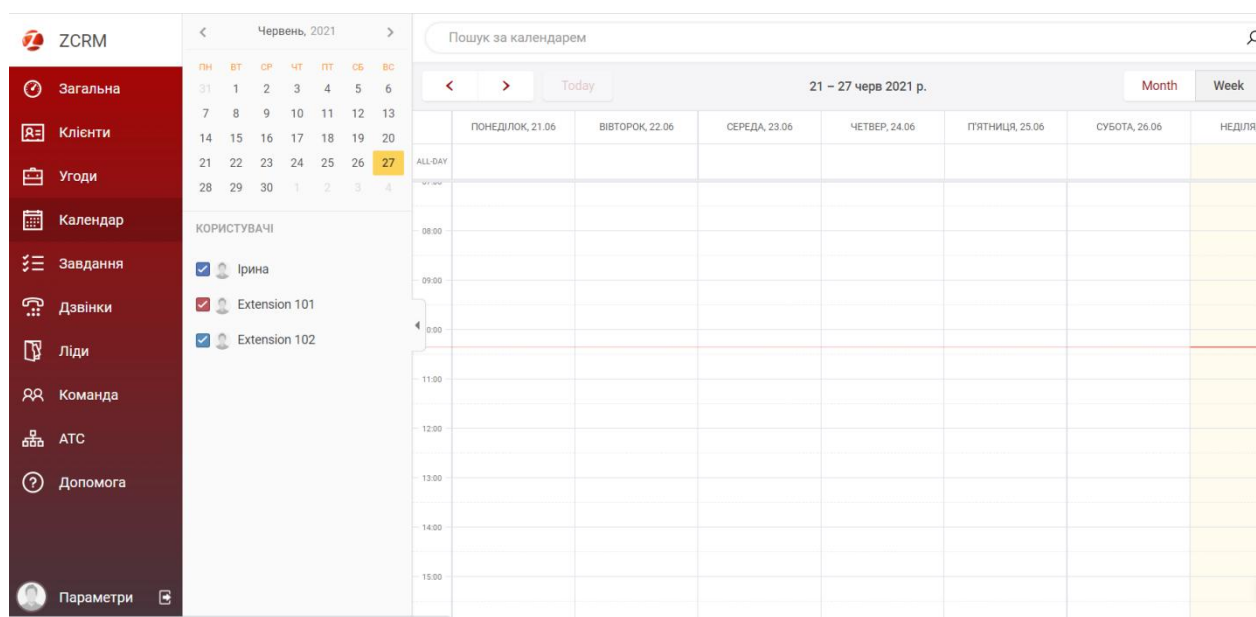 ZCRM
Загальна
Клієнти
Угоди
Календар
Завдання
Дзвінки
Ліди
Команда
АТС
Допомога
Параметри
Червень, 2021
ПН ВТ СР ЧТ ПТ СБ ВС
31 1 2 3 4 5 6
7 8 9 10 11 12 13
14 15 16 17 18 19 20
21 22 23 24 25 26 27
28 29 30 1 2 3 4
КОРИСТУВАЧІ
Ірина
Extension 101
Extension 102
Пошук за календарем
Today 21 – 27 черв 2021 р. Month Week
ПОНЕДІЛОК, 21.06 ВІВТОРОК, 22.06 СЕРЕДА, 23.06 ЧЕТВЕР, 24.06 П'ЯТНИЦЯ, 25.06 СУБОТА, 26.06 НЕДІЛЯ
ALL-DAY
08:00
09:00
0:00
11:00
12:00
13:00
14:00
15:00